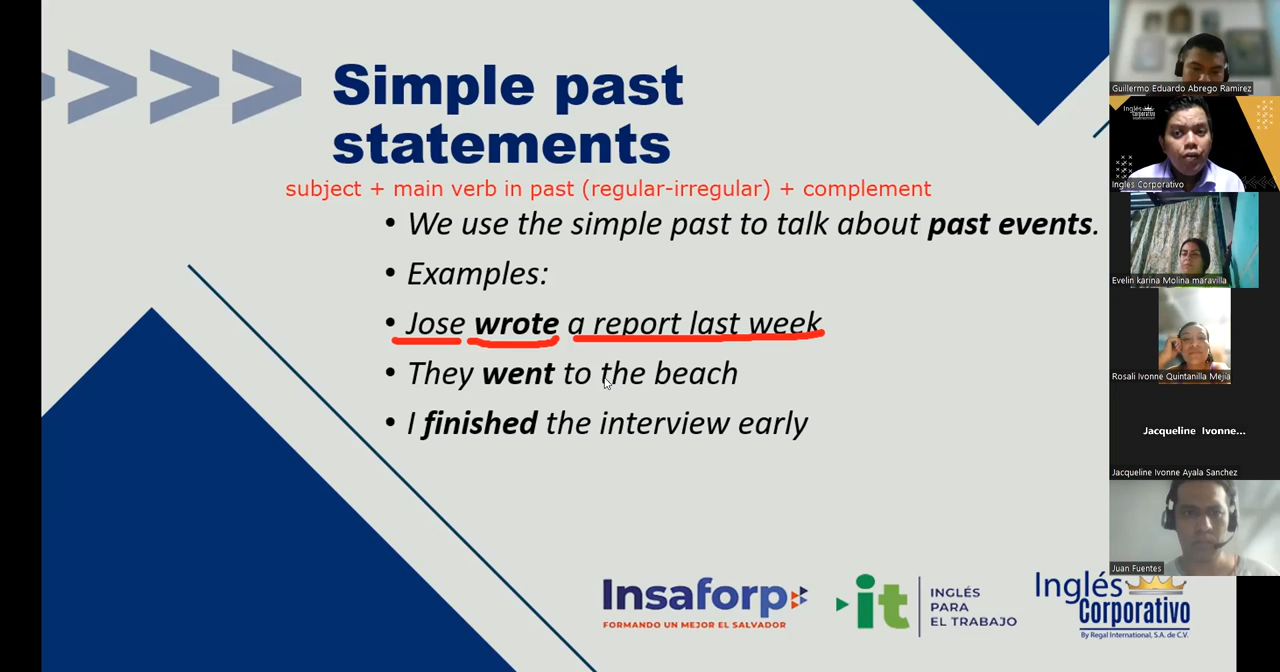 Simple past
statements
subject + main verb in past (regular-irregular) + complement
• We use the simple past to talk about past events.
• Examples:
• Jose wrote a report last week
• They went to the beach
• I finished the interview early
Insaforp
FORMANDO UN MEJOR EL SALVADOR
it
INGLÉS
PARA
EL TRABAJO
Inglés
Corporativo
By Regal International, S.A. de C.V.
Guillermo Eduardo Abrego Ramirez
Inglés
Corporativo
Ingles Corporativo
Evelin karina Molina maravilla
Rosali Ivonne Quintanilla Mejia
Jacqueline Ivonne...
Jacqueline Ivonne Ayala Sanchez
Juan Fuentes